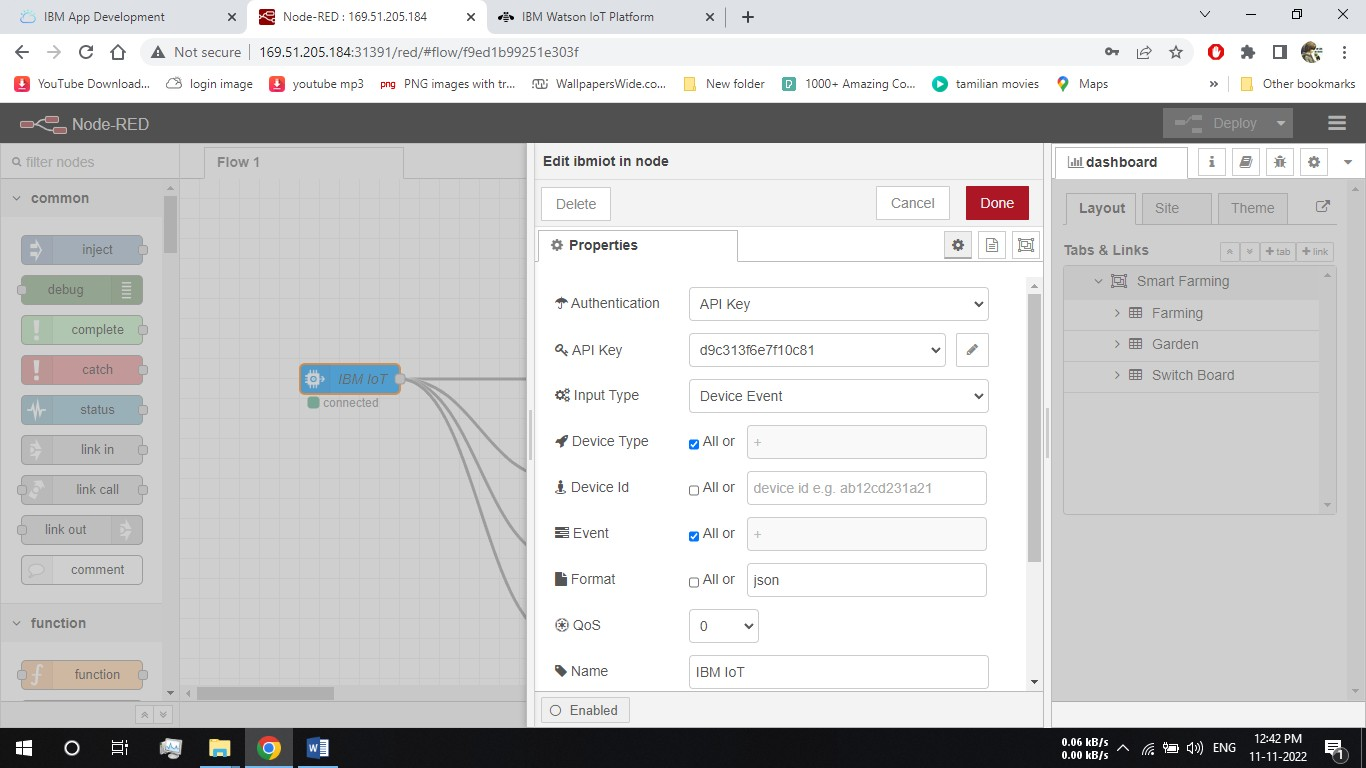 IBM App Development
Node-RED : 169.51.205.184
IBM Watson IoT Platform
Not secure | 169.51.205.184:31391/red/#flow/f9ed1b99251e303f
YouTube Download... login image youtube mp3 png PNG images with tr... WallpapersWide.co... New folder 1000+ Amazing Co... tamilian movies Maps » Other bookmarks
Node-RED
Deploy
filter nodes
Flow 1
common
inject
debug
complete
catch
status
link in
link call
link out
comment
function
function
IBM IoT
connected
Edit ibmiot in node
Delete Cancel Done
Properties
Authentication API Key
API Key d9c313f6e7f10c81
Input Type Device Event
Device Type All or +
Device Id All or device id e.g. ab12cd231a21
Event All or +
Format All or json
QoS 0
Name IBM IoT
Enabled
dashboard
Layout Site Theme
Tabs & Links +tab +link
Smart Farming
Farming
Garden
Switch Board
0.06 kB/s
0.00 kB/s
ENG
12:42 PM
11-11-2022
1